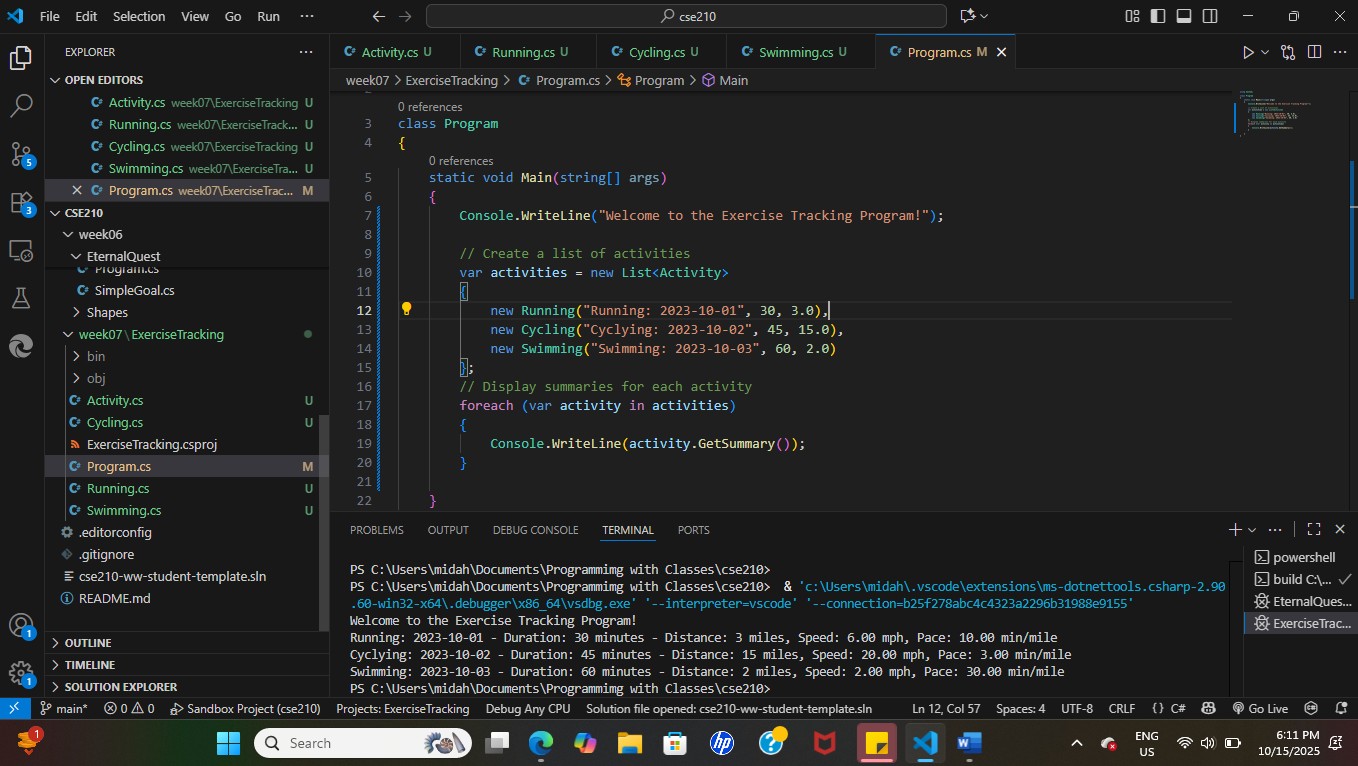 File Edit Selection View Go Run ··· cse210
EXPLORER ···
OPEN EDITORS
Activity.cs week07\ExerciseTracking U
Running.cs week07\ExerciseTrack... U
Cycling.cs week07\ExerciseTracking U
Swimming.cs week07\ExerciseTra... U
Program.cs week07\ExerciseTrac... M
CSE210
week06
EternalQuest
Program.cs
SimpleGoal.cs
Shapes
week07 \ ExerciseTracking
bin
obj
Activity.cs U
Cycling.cs U
ExerciseTracking.csproj
Program.cs M
Running.cs U
Swimming.cs U
.editorconfig
.gitignore
cse210-ww-student-template.sln
README.md
OUTLINE
TIMELINE
SOLUTION EXPLORER
5
3
1
1
Activity.cs U Running.cs U Cycling.cs U Swimming.cs U Program.cs M
week07 > ExerciseTracking > Program.cs > Program > Main
0 references
3 class Program
4 {
0 references
5 static void Main(string[] args)
6 {
7 Console.WriteLine("Welcome to the Exercise Tracking Program!");
8
9 // Create a list of activities
10 var activities = new List<Activity>
11 {
12 new Running("Running: 2023-10-01", 30, 3.0),
13 new Cycling("Cyclying: 2023-10-02", 45, 15.0),
14 new Swimming("Swimming: 2023-10-03", 60, 2.0)
15 };
16 // Display summaries for each activity
17 foreach (var activity in activities)
18 {
19 Console.WriteLine(activity.GetSummary());
20 }
21
22 }
PROBLEMS OUTPUT DEBUG CONSOLE TERMINAL PORTS
PS C:\Users\midah\Documents\Programmimg with Classes\cse210>
PS C:\Users\midah\Documents\Programmimg with Classes\cse210> & 'c:\Users\midah\.vscode\extensions\ms-dotnettools.csharp-2.90
.60-win32-x64\.debugger\x86_64\vsdbg.exe' '--interpreter=vscode' '--connection=b25f278abc4c4323a2296b31988e9155'
Welcome to the Exercise Tracking Program!
Running: 2023-10-01 - Duration: 30 minutes - Distance: 3 miles, Speed: 6.00 mph, Pace: 10.00 min/mile
Cyclying: 2023-10-02 - Duration: 45 minutes - Distance: 15 miles, Speed: 20.00 mph, Pace: 3.00 min/mile
Swimming: 2023-10-03 - Duration: 60 minutes - Distance: 2 miles, Speed: 2.00 mph, Pace: 30.00 min/mile
PS C:\Users\midah\Documents\Programmimg with Classes\cse210>
powershell
build C:\...
EternalQues...
ExerciseTrac...
main* 0 0 Sandbox Project (cse210) Projects: ExerciseTracking Debug Any CPU Solution file opened: cse210-ww-student-template.sln Ln 12, Col 57 Spaces: 4 UTF-8 CRLF {} C# Go Live
1 Search ENG 6:11 PM
US 10/15/2025